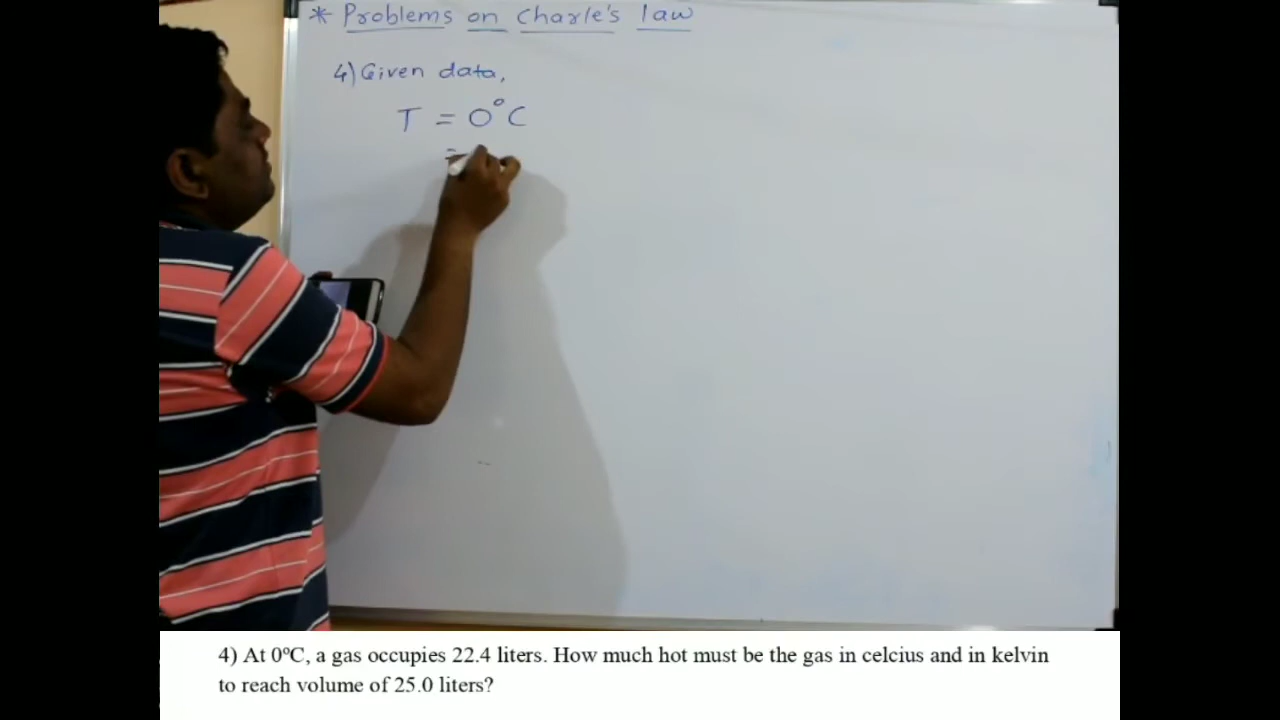 * Problems on Charle's law
4) Given data,
T = 0°C
=
4) At 0ºC, a gas occupies 22.4 liters. How much hot must be the gas in celcius and in kelvin
to reach volume of 25.0 liters?